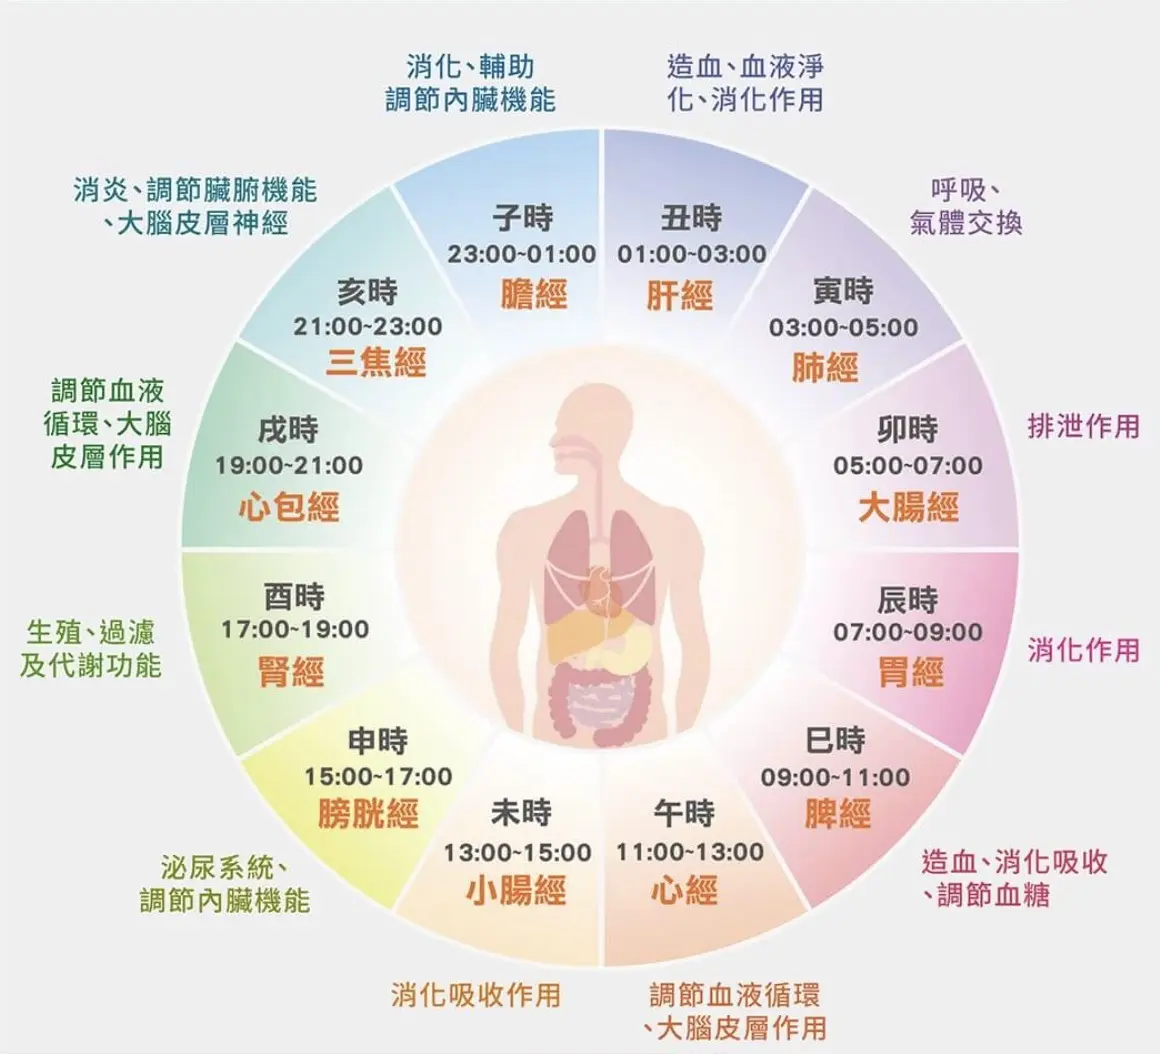 消化、輔助
調節內臟機能
造血、血液淨
化、消化作用
消炎、調節臟腑機能
、大腦皮層神經
呼吸、
氣體交換
子時
23:00~01:00
膽經
丑時
01:00~03:00
肝經
亥時
21:00~23:00
三焦經
寅時
03:00~05:00
肺經
調節血液
循環、大腦
皮層作用
戌時
19:00~21:00
心包經
卯時
05:00~07:00
大腸經
排泄作用
生殖、過濾
及代謝功能
酉時
17:00~19:00
腎經
辰時
07:00~09:00
胃經
消化作用
申時
15:00~17:00
膀胱經
巳時
09:00~11:00
脾經
未時
13:00~15:00
小腸經
午時
11:00~13:00
心經
泌尿系統、
調節內臟機能
造血、消化吸收
、調節血糖
消化吸收作用
調節血液循環
、大腦皮層作用